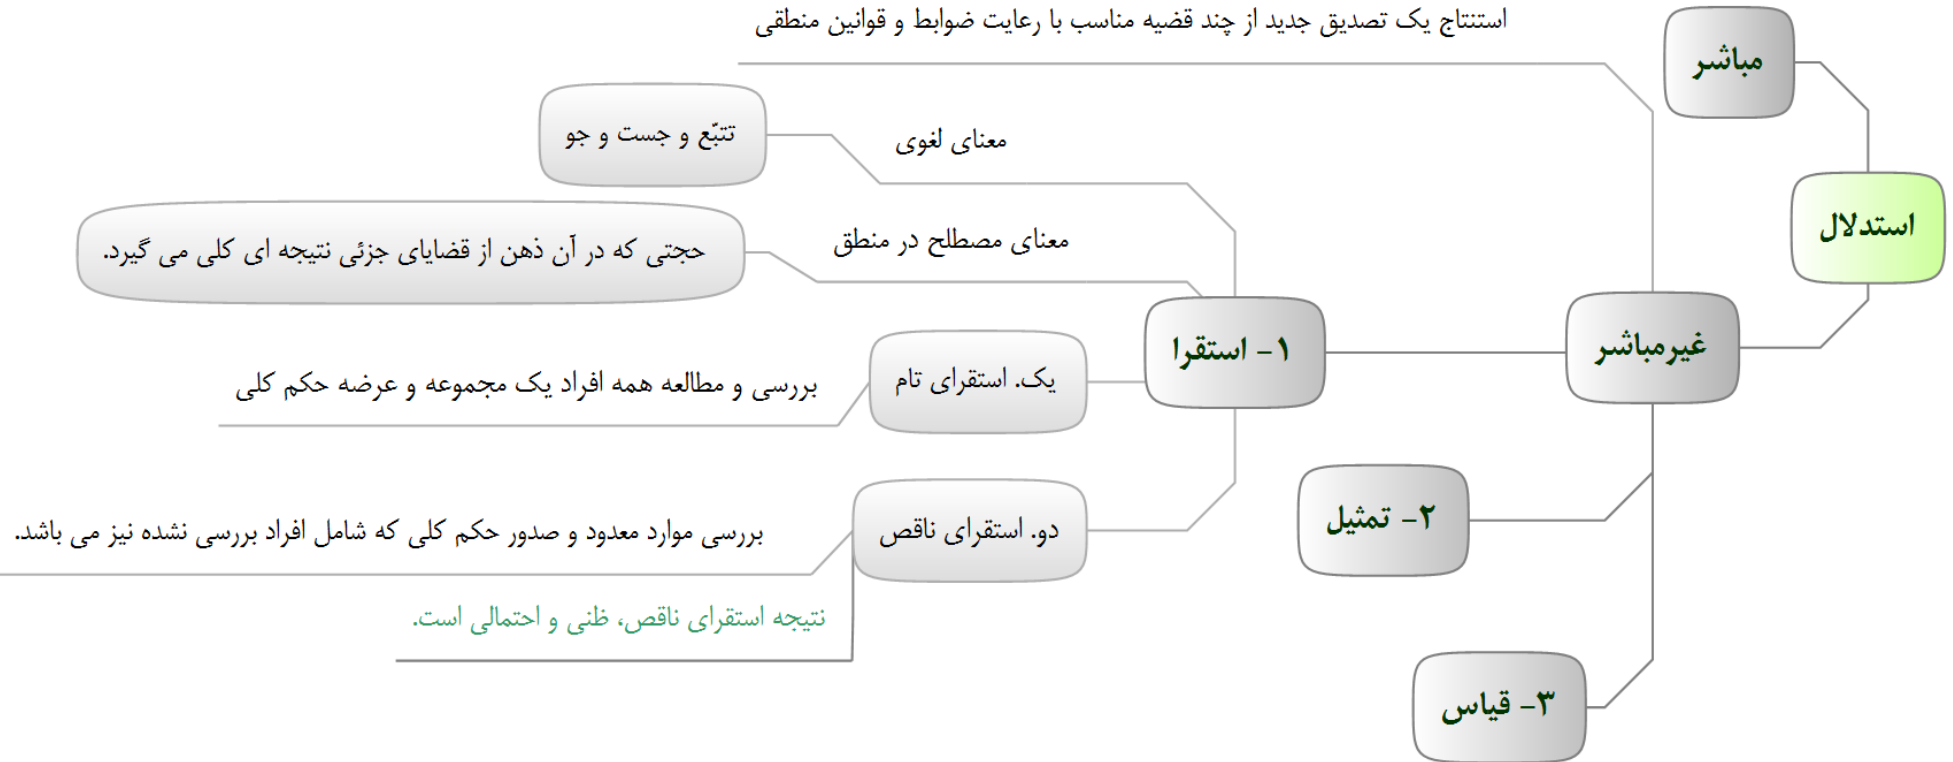 استدلال
مباشر
غیرمباشر
استنتاج یک تصدیق جدید از چند قضیه مناسب با رعایت ضوابط و قوانین منطقی
۱- استقرا
معنای لغوی
تتبّع و جست و جو
معنای مصطلح در منطق
حجتی که در آن ذهن از قضایای جزئی نتیجه ای کلی می گیرد.
یک. استقرای تام
بررسی و مطالعه همه افراد یک مجموعه و عرضه حکم کلی
دو. استقرای ناقص
بررسی موارد معدود و صدور حکم کلی که شامل افراد بررسی نشده نیز می باشد.
نتیجه استقرای ناقص، ظنی و احتمالی است.
۲- تمثیل
۳- قیاس